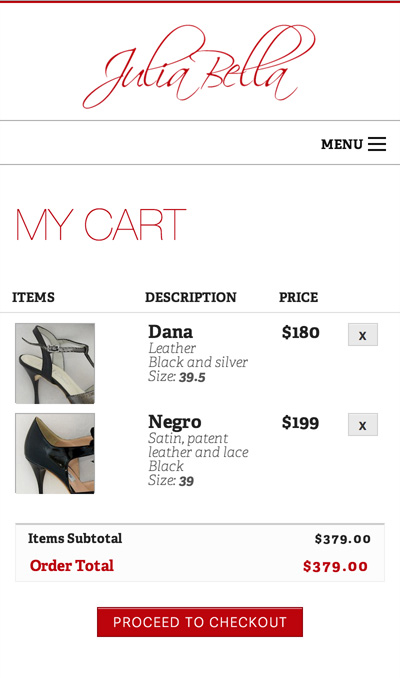 Julia Bella
MENU
MY CART
ITEMS DESCRIPTION PRICE
Dana $180 x
Leather
Black and silver
Size: 39.5
Negro $199 x
Satin, patent
leather and lace
Black
Size: 39
Items Subtotal $379.00
Order Total $379.00
PROCEED TO CHECKOUT